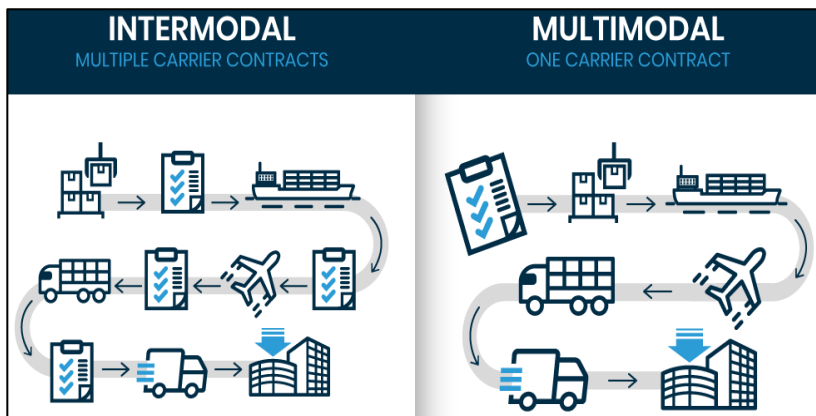 INTERMODAL
MULTIPLE CARRIER CONTRACTS
MULTIMODAL
ONE CARRIER CONTRACT